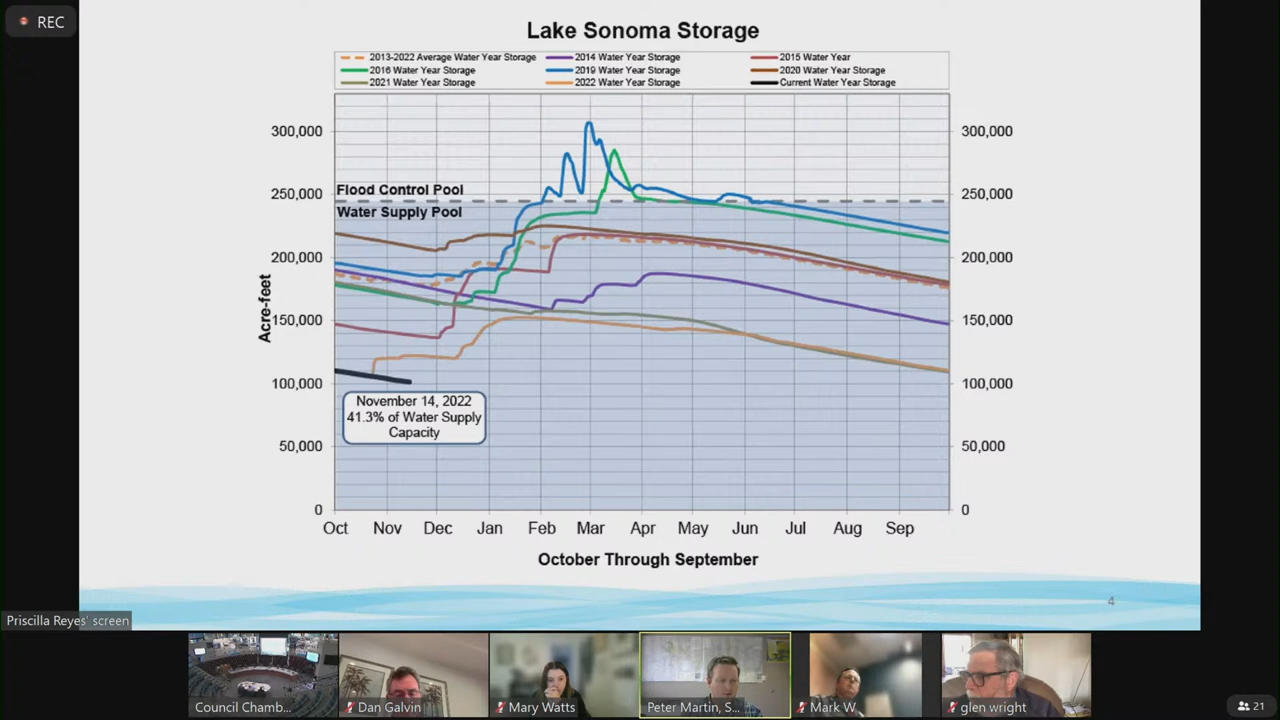 REC
Lake Sonoma Storage
2013-2022 Average Water Year Storage 2014 Water Year Storage 2015 Water Year
2016 Water Year Storage 2019 Water Year Storage 2020 Water Year Storage
2021 Water Year Storage 2022 Water Year Storage Current Water Year Storage
300,000 300,000
250,000 250,000
Flood Control Pool
Water Supply Pool
200,000 200,000
Acre-feet
150,000 150,000
100,000 100,000
November 14, 2022
41.3% of Water Supply
Capacity
50,000 50,000
0 0
Oct Nov Dec Jan Feb Mar Apr May Jun Jul Aug Sep
October Through September
4
Priscilla Reyes' screen
Council Chamb... Dan Galvin Mary Watts Peter Martin, S... Mark W glen wright
21